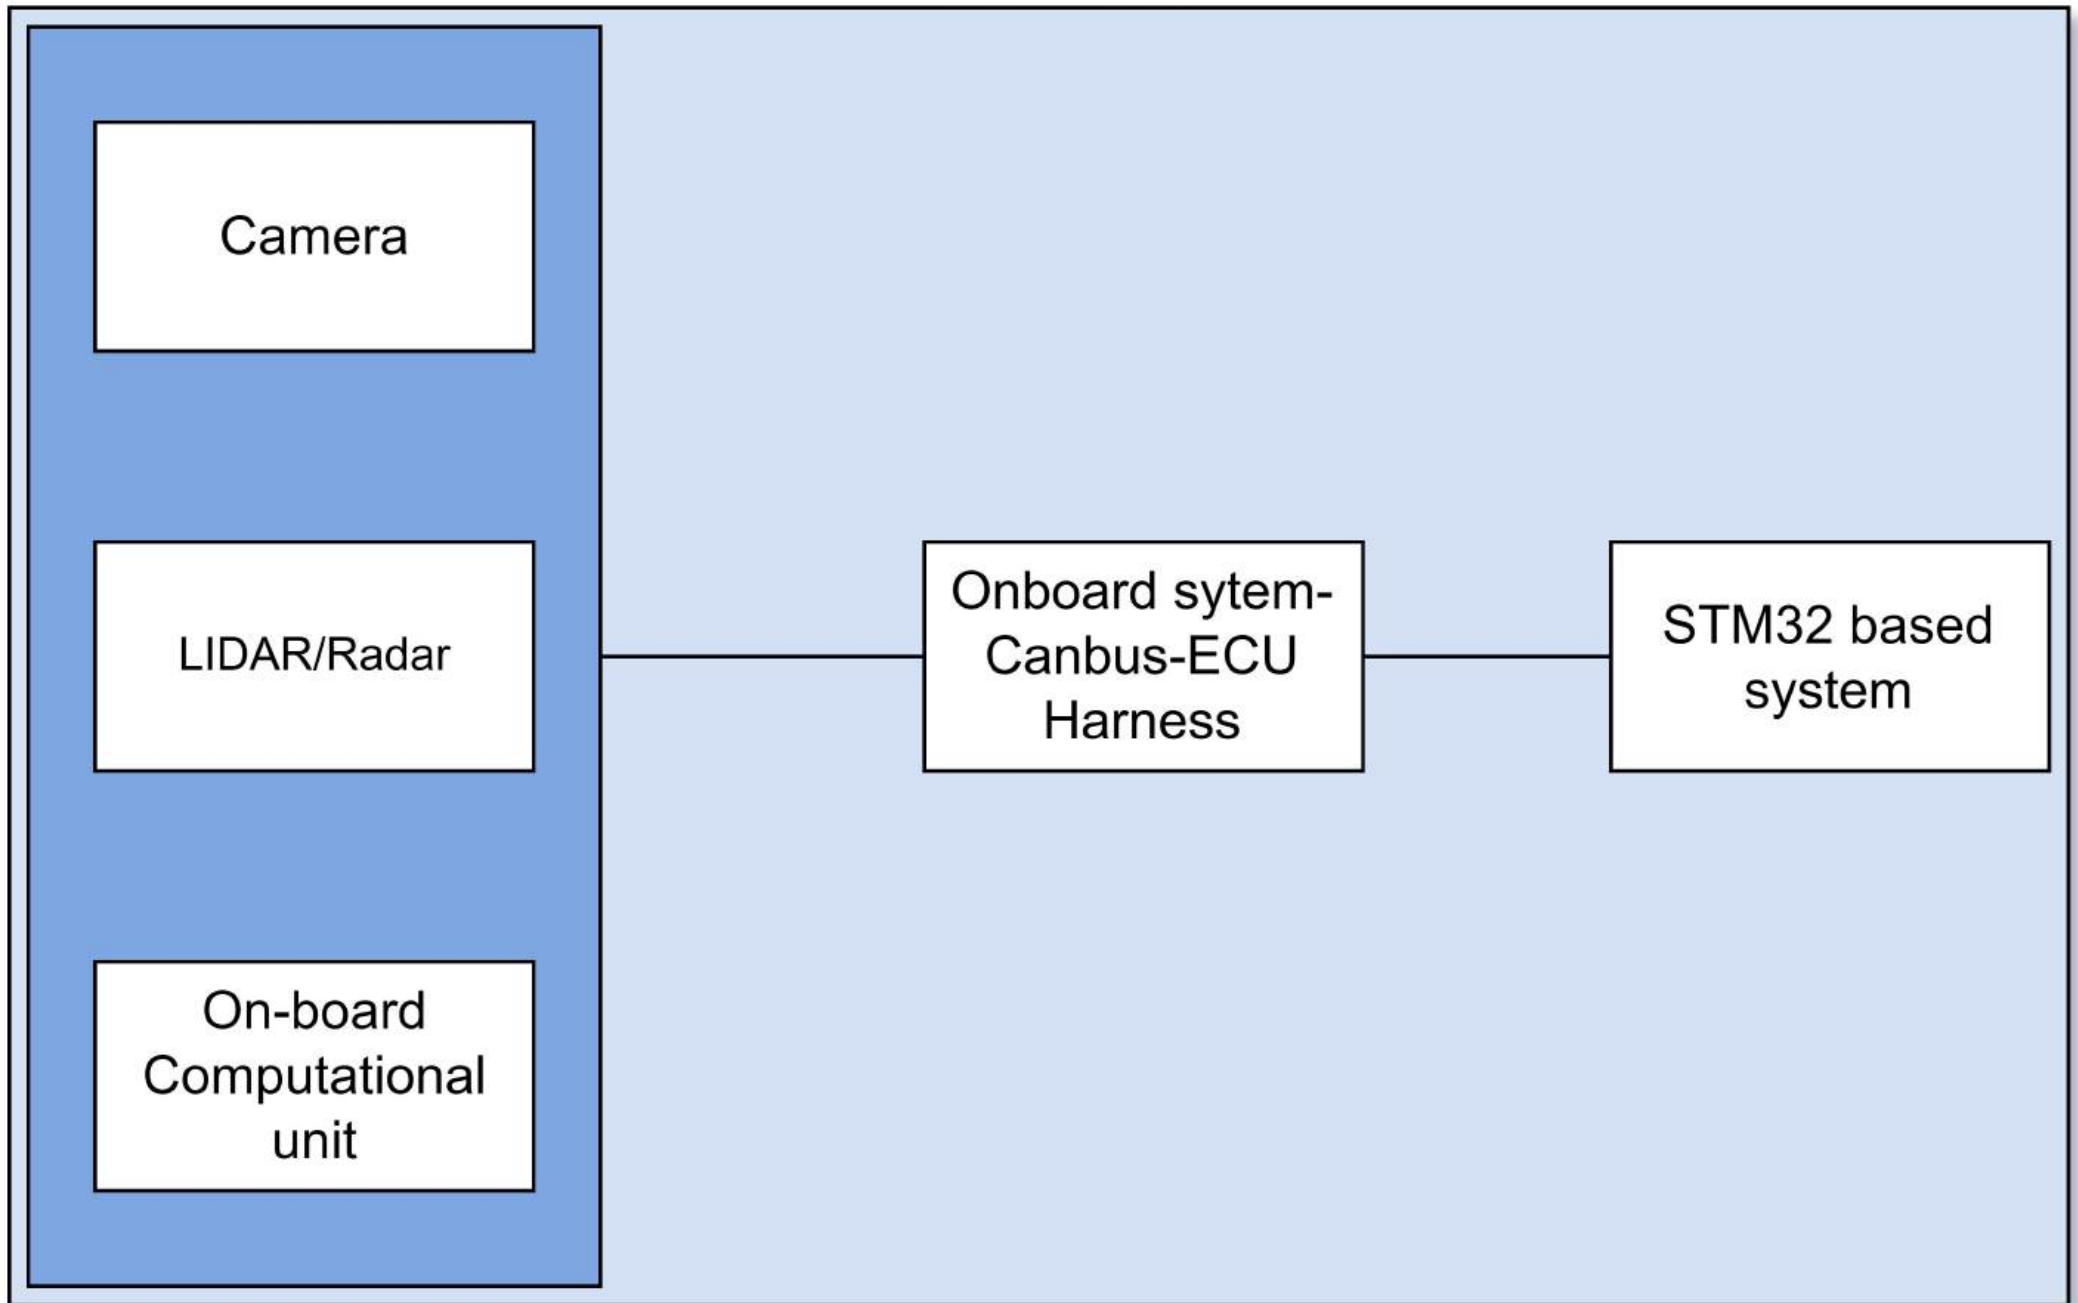 Camera
LIDAR/Radar
On-board
Computational
unit
Onboard sytem-
Canbus-ECU
Harness
STM32 based
system